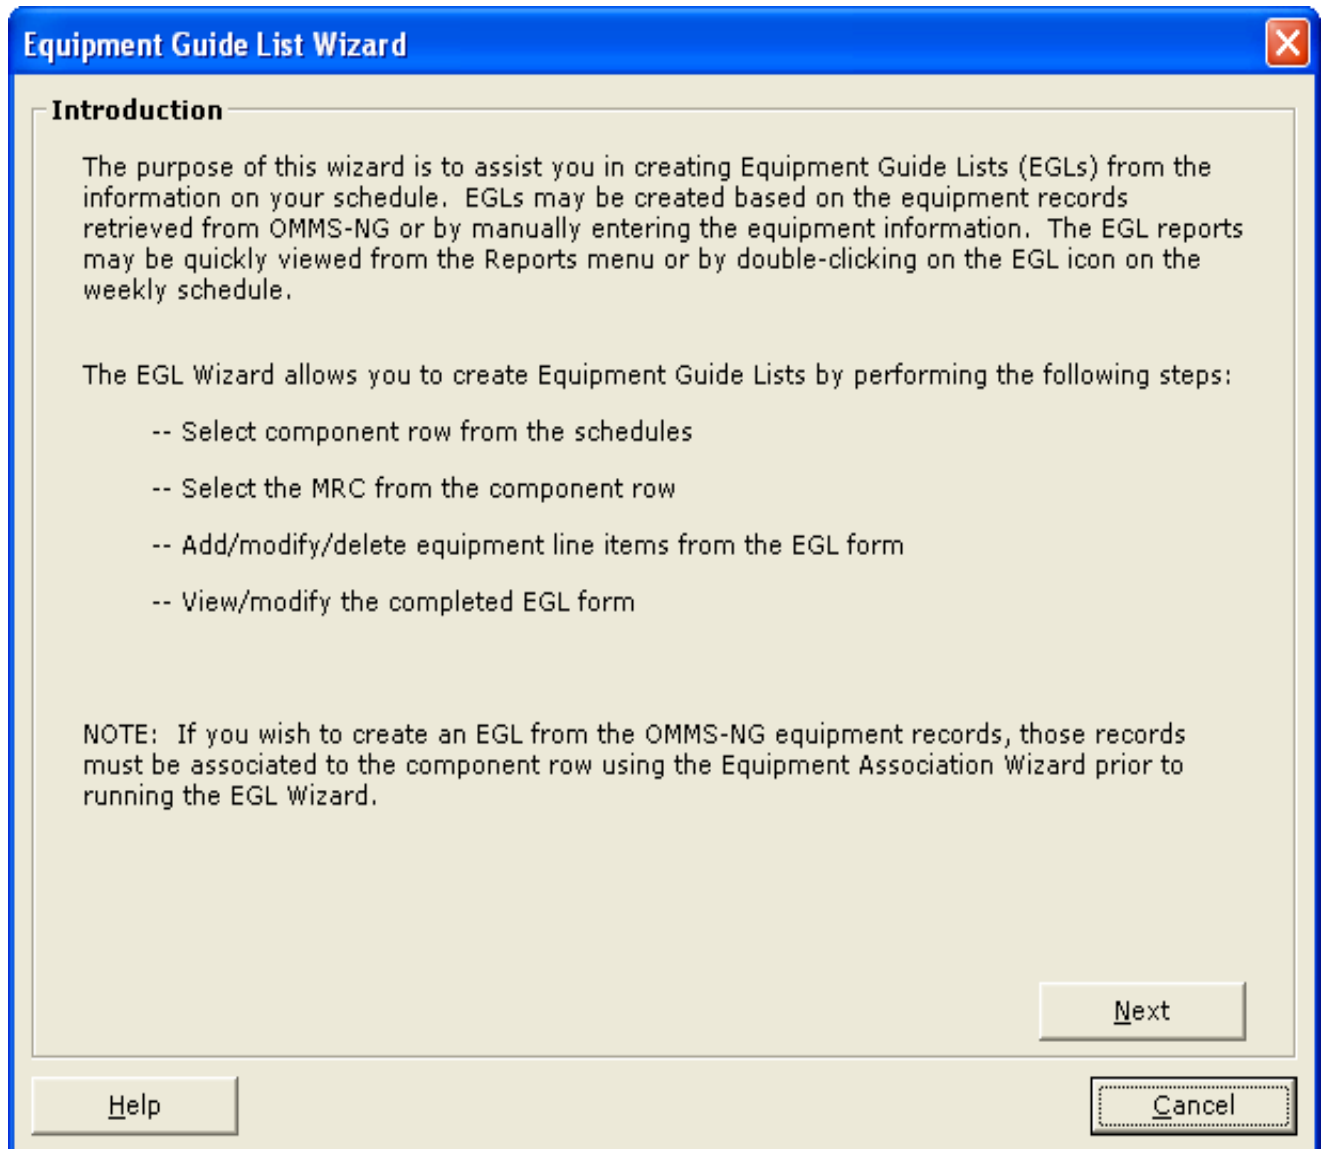 Equipment Guide List Wizard
Introduction
The purpose of this wizard is to assist you in creating Equipment Guide Lists (EGLs) from the
information on your schedule.  EGLs may be created based on the equipment records
retrieved from OMMS-NG or by manually entering the equipment information.  The EGL reports
may be quickly viewed from the Reports menu or by double-clicking on the EGL icon on the
weekly schedule.
The EGL Wizard allows you to create Equipment Guide Lists by performing the following steps:
-- Select component row from the schedules
-- Select the MRC from the component row
-- Add/modify/delete equipment line items from the EGL form
-- View/modify the completed EGL form
NOTE:  If you wish to create an EGL from the OMMS-NG equipment records, those records
must be associated to the component row using the Equipment Association Wizard prior to
running the EGL Wizard.
Next
Help
Cancel